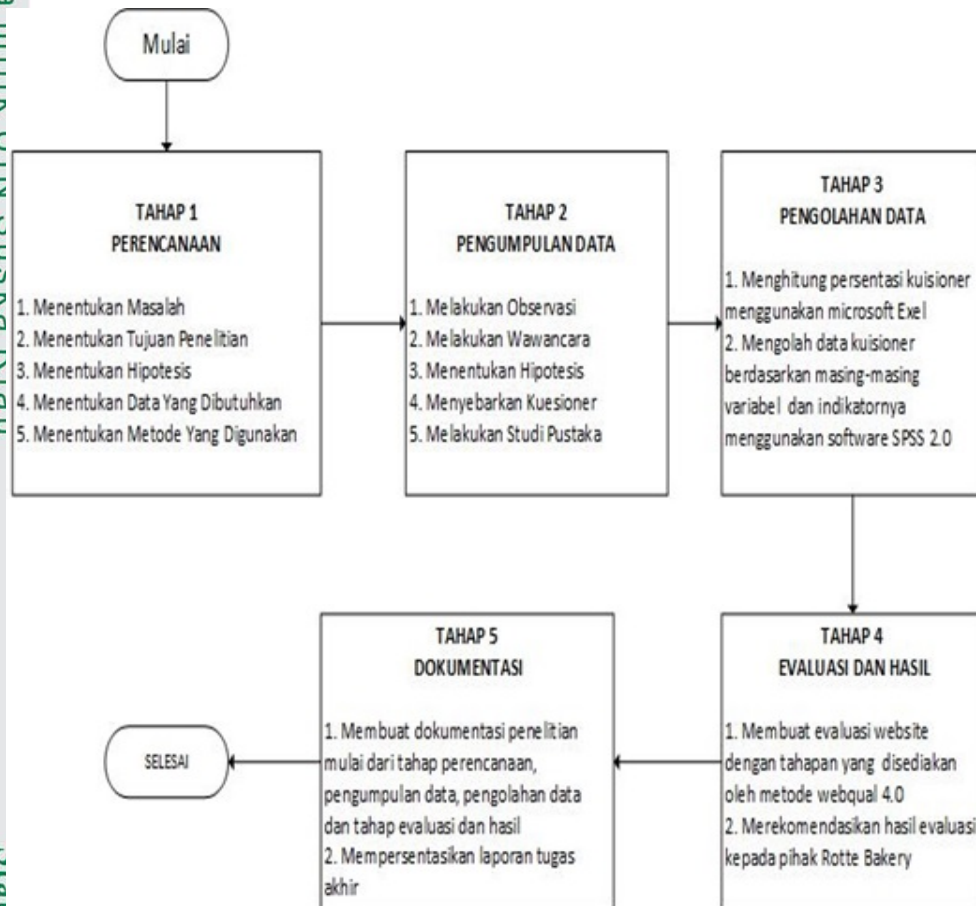 Mulai
TAHAP 1
PERENCANAAN
1. Menentukan Masalah
2. Menentukan Tujuan Penelitian
3. Menentukan Hipotesis
4. Menentukan Data Yang Dibutuhkan
5. Menentukan Metode Yang Digunakan
TAHAP 2
PENGUMPULAN DATA
1. Melakukan Observasi
2. Melakukan Wawancara
3. Menentukan Hipotesis
4. Menyebarkan Kuesioner
5. Melakukan Studi Pustaka
TAHAP 3
PENGOLAHAN DATA
1. Menghitung persentasi kuisioner
menggunakan microsoft Exel
2. Mengolah data kuisioner
berdasarkan masing-masing
variabel dan indikatornya
menggunakan software SPSS 2.0
TAHAP 4
EVALUASI DAN HASIL
1. Membuat evaluasi website
dengan tahapan yang disediakan
oleh metode webqual 4.0
2. Merekomendasikan hasil evaluasi
kepada pihak Rotte Bakery
TAHAP 5
DOKUMENTASI
1. Membuat dokumentasi penelitian
mulai dari tahap perencanaan,
pengumpulan data, pengolahan data
dan tahap evaluasi dan hasil
2. Mempersentasikan laporan tugas
akhir
SELESAI